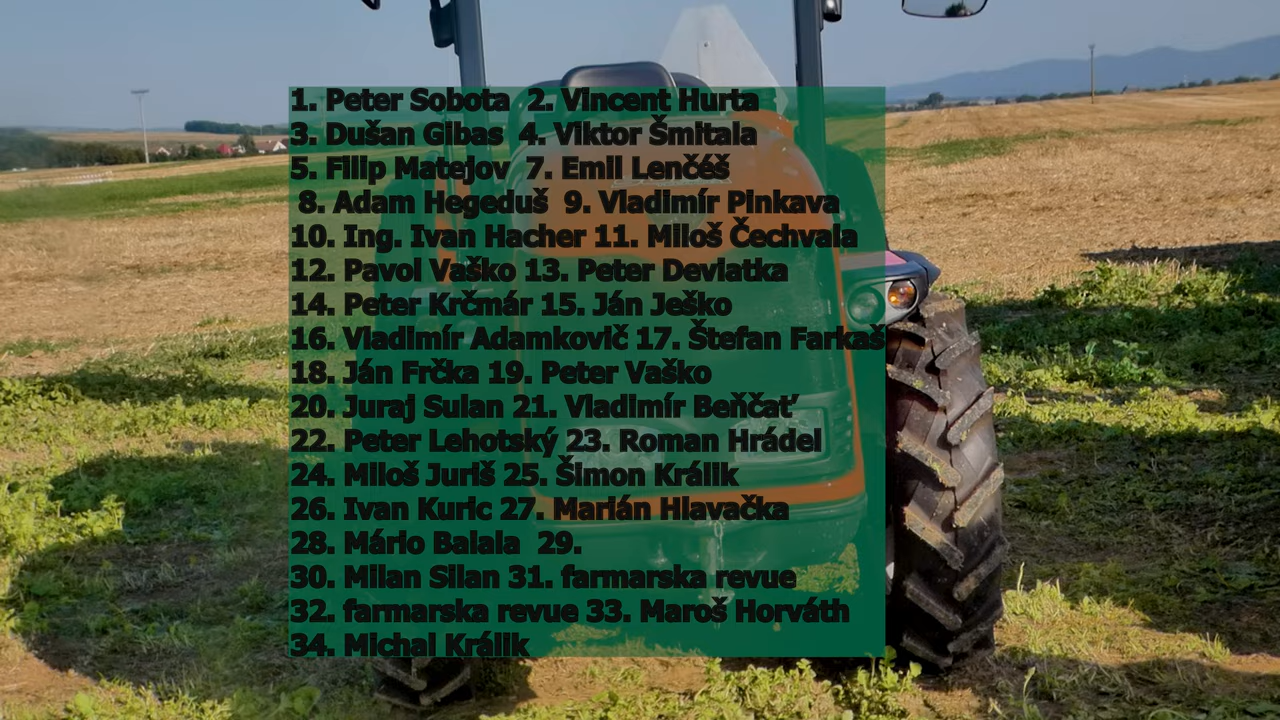 1. Peter Sobota 2. Vincent Hurta
3. Dušan Gibas 4. Viktor Šmitala
5. Filip Matejov 7. Emil Lenčéš
8. Adam Hegeduš 9. Vladimír Pinkava
10. Ing. Ivan Hacher 11. Miloš Čechvala
12. Pavol Vaško 13. Peter Deviatka
14. Peter Krčmár 15. Ján Ješko
16. Vladimír Adamkovič 17. Štefan Farkaš
18. Ján Frčka 19. Peter Vaško
20. Juraj Sulan 21. Vladimír Beňčať
22. Peter Lehotský 23. Roman Hrádel
24. Miloš Juriš 25. Šimon Králik
26. Ivan Kuric 27. Marián Hlavačka
28. Mário Balala 29.
30. Milan Silan 31. farmarska revue
32. farmarska revue 33. Maroš Horváth
34. Michal Králik